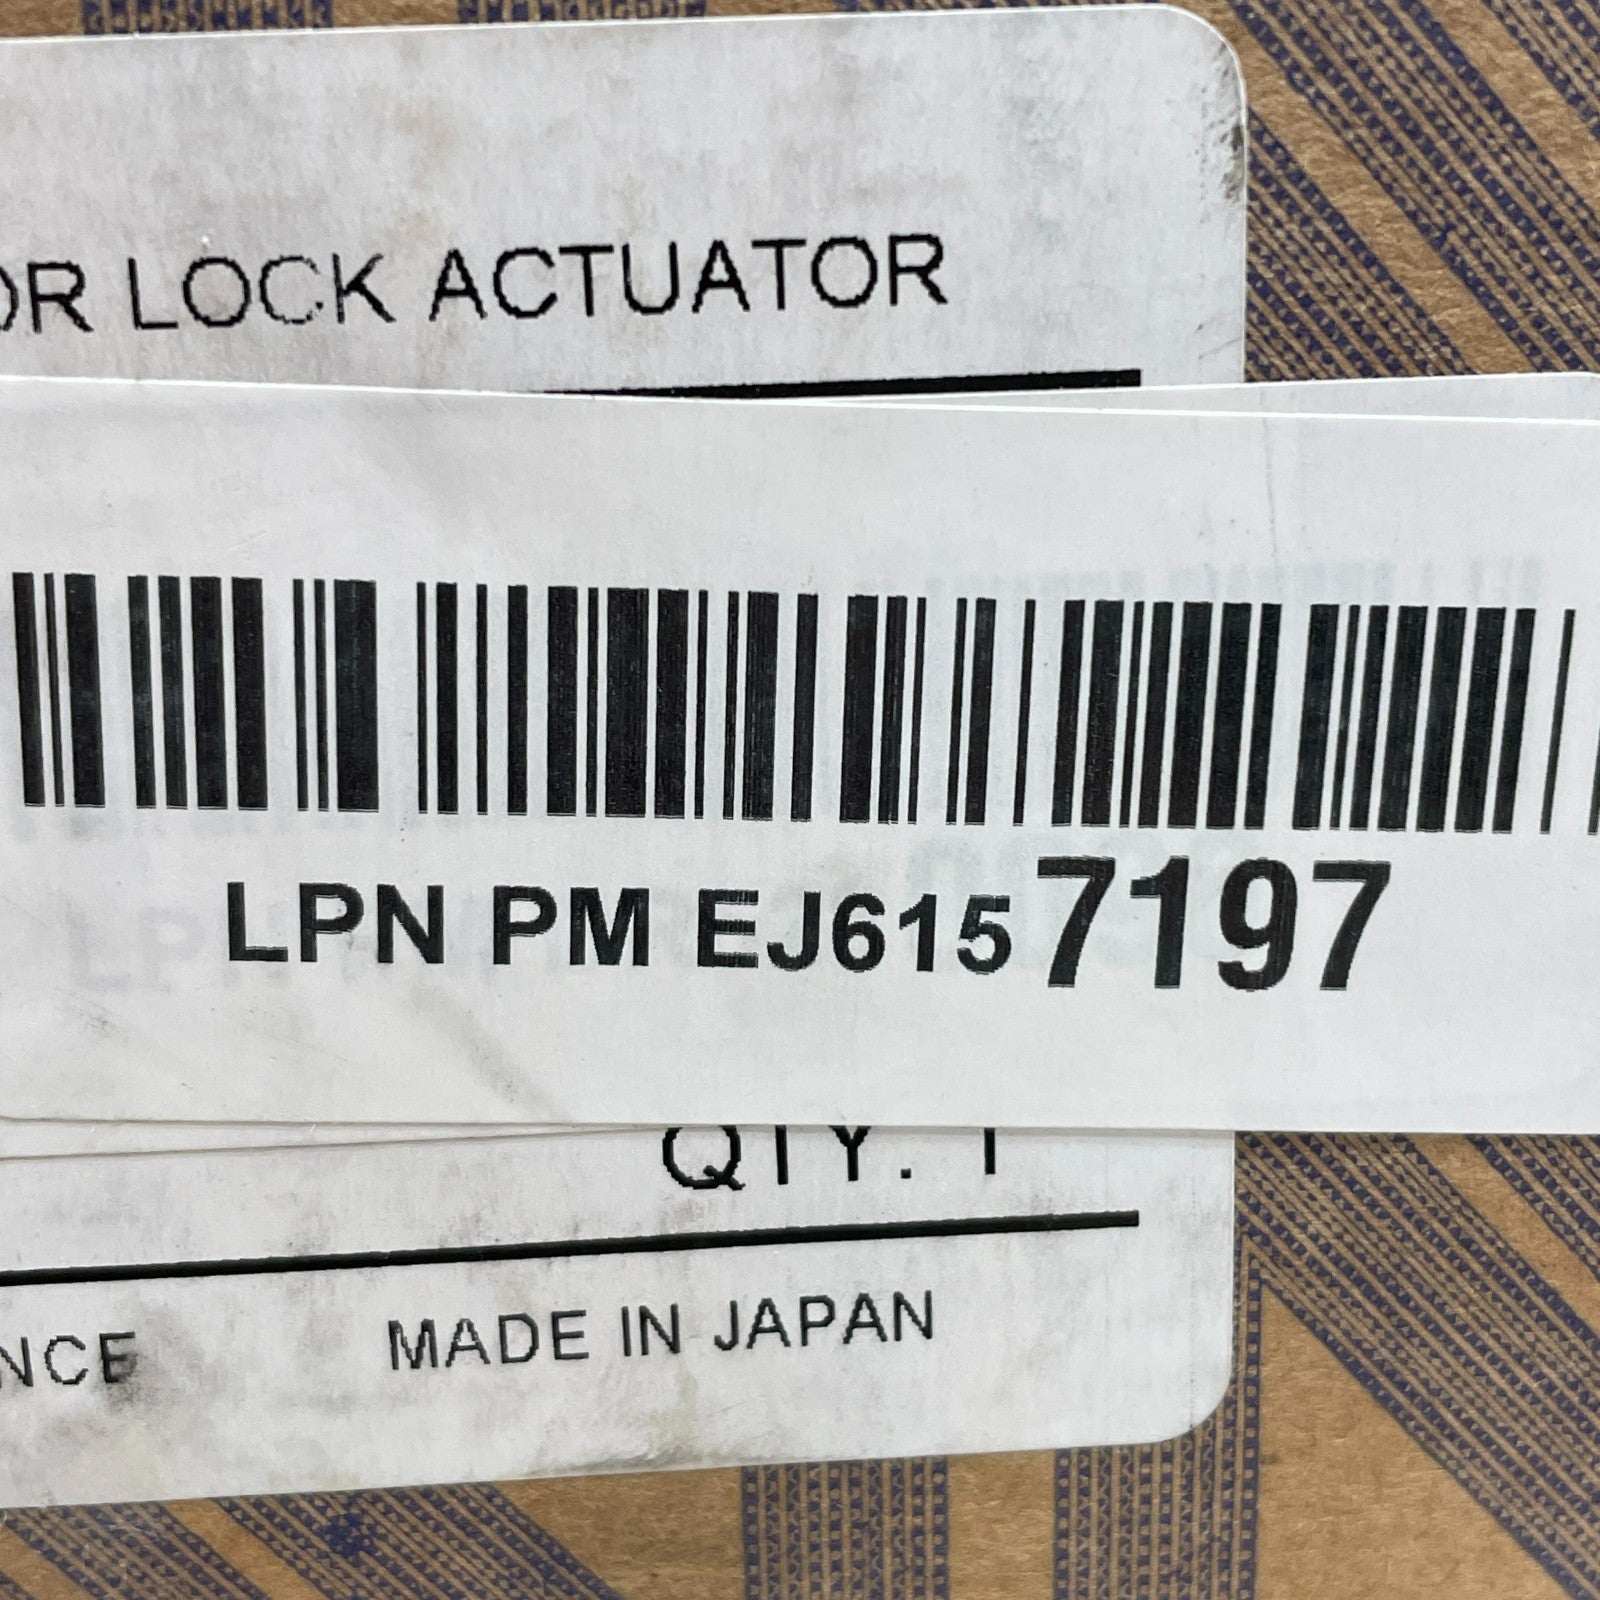 OR LOCK ACTUATOR
LPN PM EJ6157197
QTY. 1
NCE MADE IN JAPAN